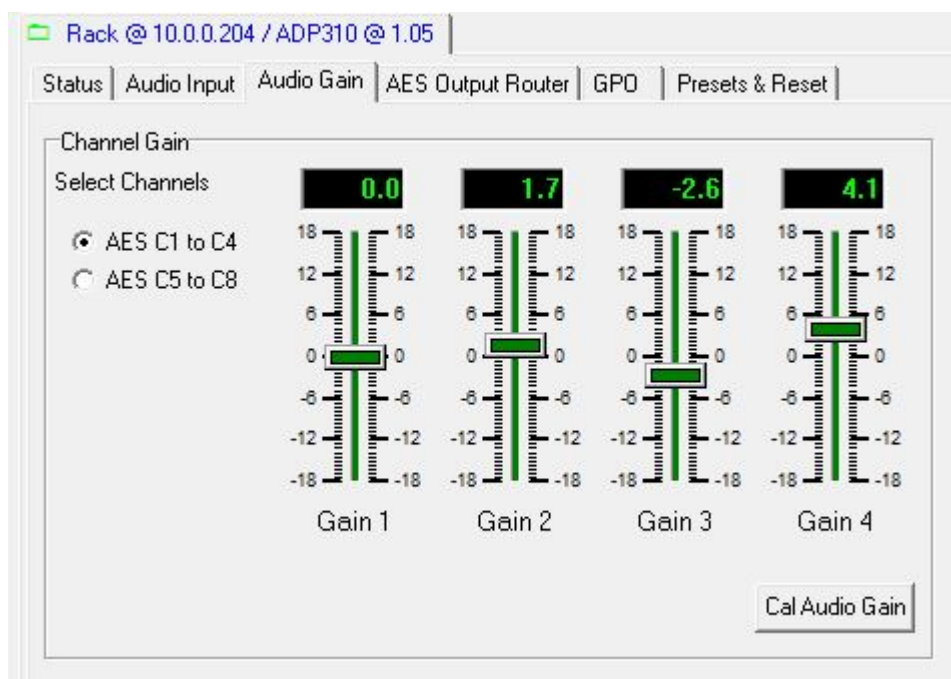 Rack @ 10.0.0.204 / ADP310 @ 1.05
Status Audio Input Audio Gain AES Output Router GPO Presets & Reset
Channel Gain
Select Channels
0.0 1.7 -2.6 4.1
AES C1 to C4
AES C5 to C8
18 18 18 18 18 18 18 18
12 12 12 12 12 12 12 12
6 6 6 6 6 6 6 6
0 0 0 0 0 0 0 0
-6 -6 -6 -6 -6 -6 -6 -6
-12 -12 -12 -12 -12 -12 -12 -12
-18 -18 -18 -18 -18 -18 -18 -18
Gain 1 Gain 2 Gain 3 Gain 4
Cal Audio Gain